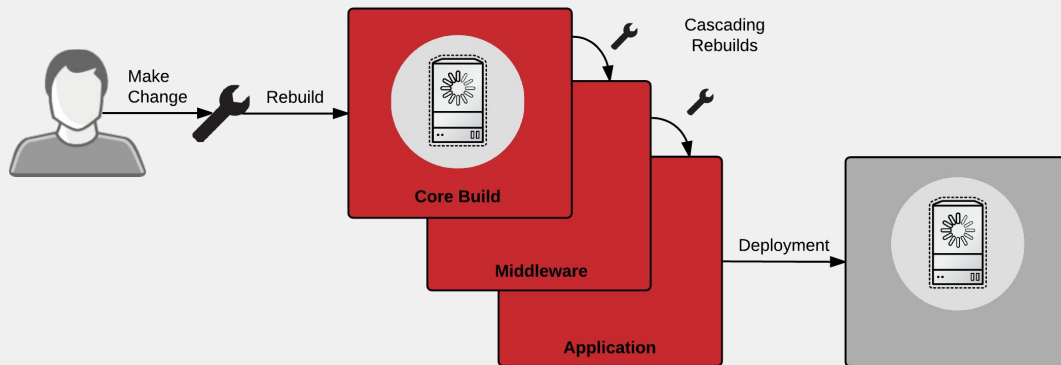 Make
Change
Rebuild
Core Build
Cascading
Rebuilds
Middleware
Application
Deployment